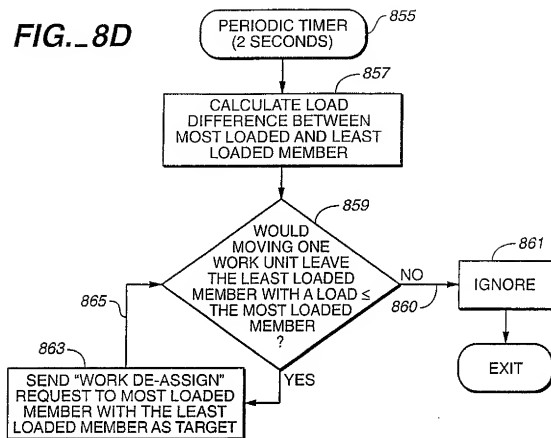 FIG._8D
PERIODIC TIMER
(2 SECONDS)
855
857
CALCULATE LOAD
DIFFERENCE BETWEEN
MOST LOADED AND LEAST
LOADED MEMBER
859
WOULD
MOVING ONE
WORK UNIT LEAVE
THE LEAST LOADED
MEMBER WITH A LOAD ≤
THE MOST LOADED
MEMBER
?
NO
860
861
IGNORE
EXIT
YES
865
863
SEND "WORK DE-ASSIGN"
REQUEST TO MOST LOADED
MEMBER WITH THE LEAST
LOADED MEMBER AS TARGET